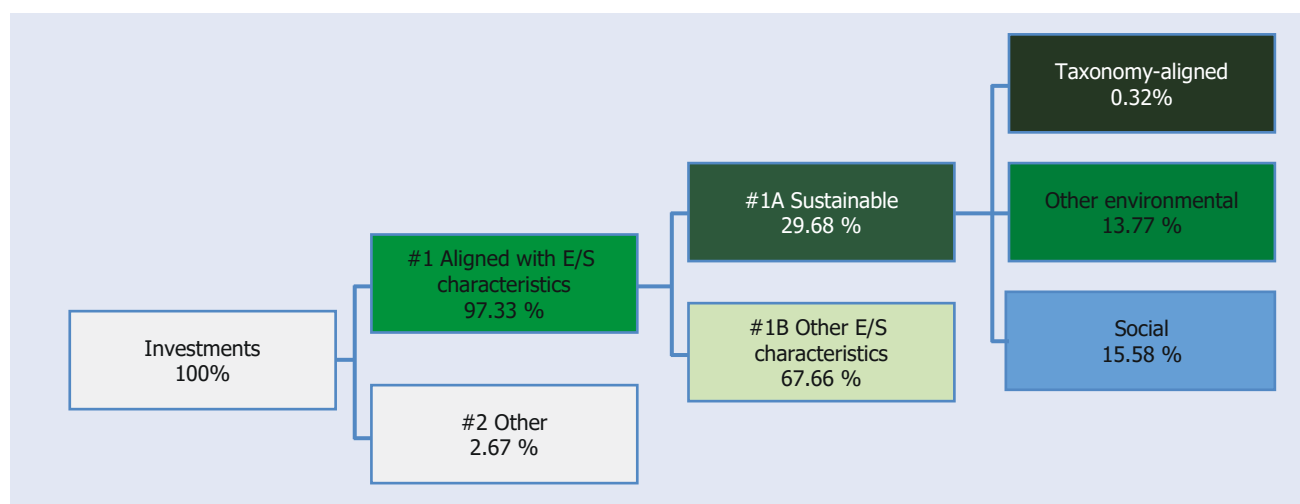 Investments
100%
#1 Aligned with E/S
characteristics
97.33 %
#2 Other
2.67 %
#1A Sustainable
29.68 %
#1B Other E/S
characteristics
67.66 %
Taxonomy-aligned
0.32%
Other environmental
13.77 %
Social
15.58 %